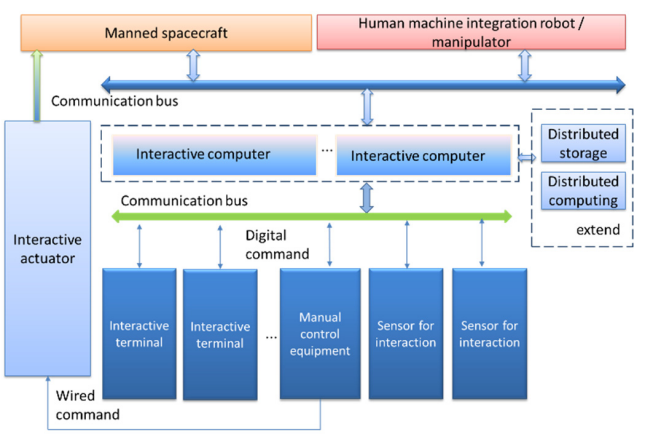 Manned spacecraft
Human machine integration robot /
manipulator
Communication bus
Interactive computer
...
Interactive computer
Distributed
storage
Distributed
computing
extend
Communication bus
Interactive
actuator
Digital
command
Interactive
terminal
Interactive
terminal
...
Manual
control
equipment
Sensor for
interaction
Sensor for
interaction
Wired
command